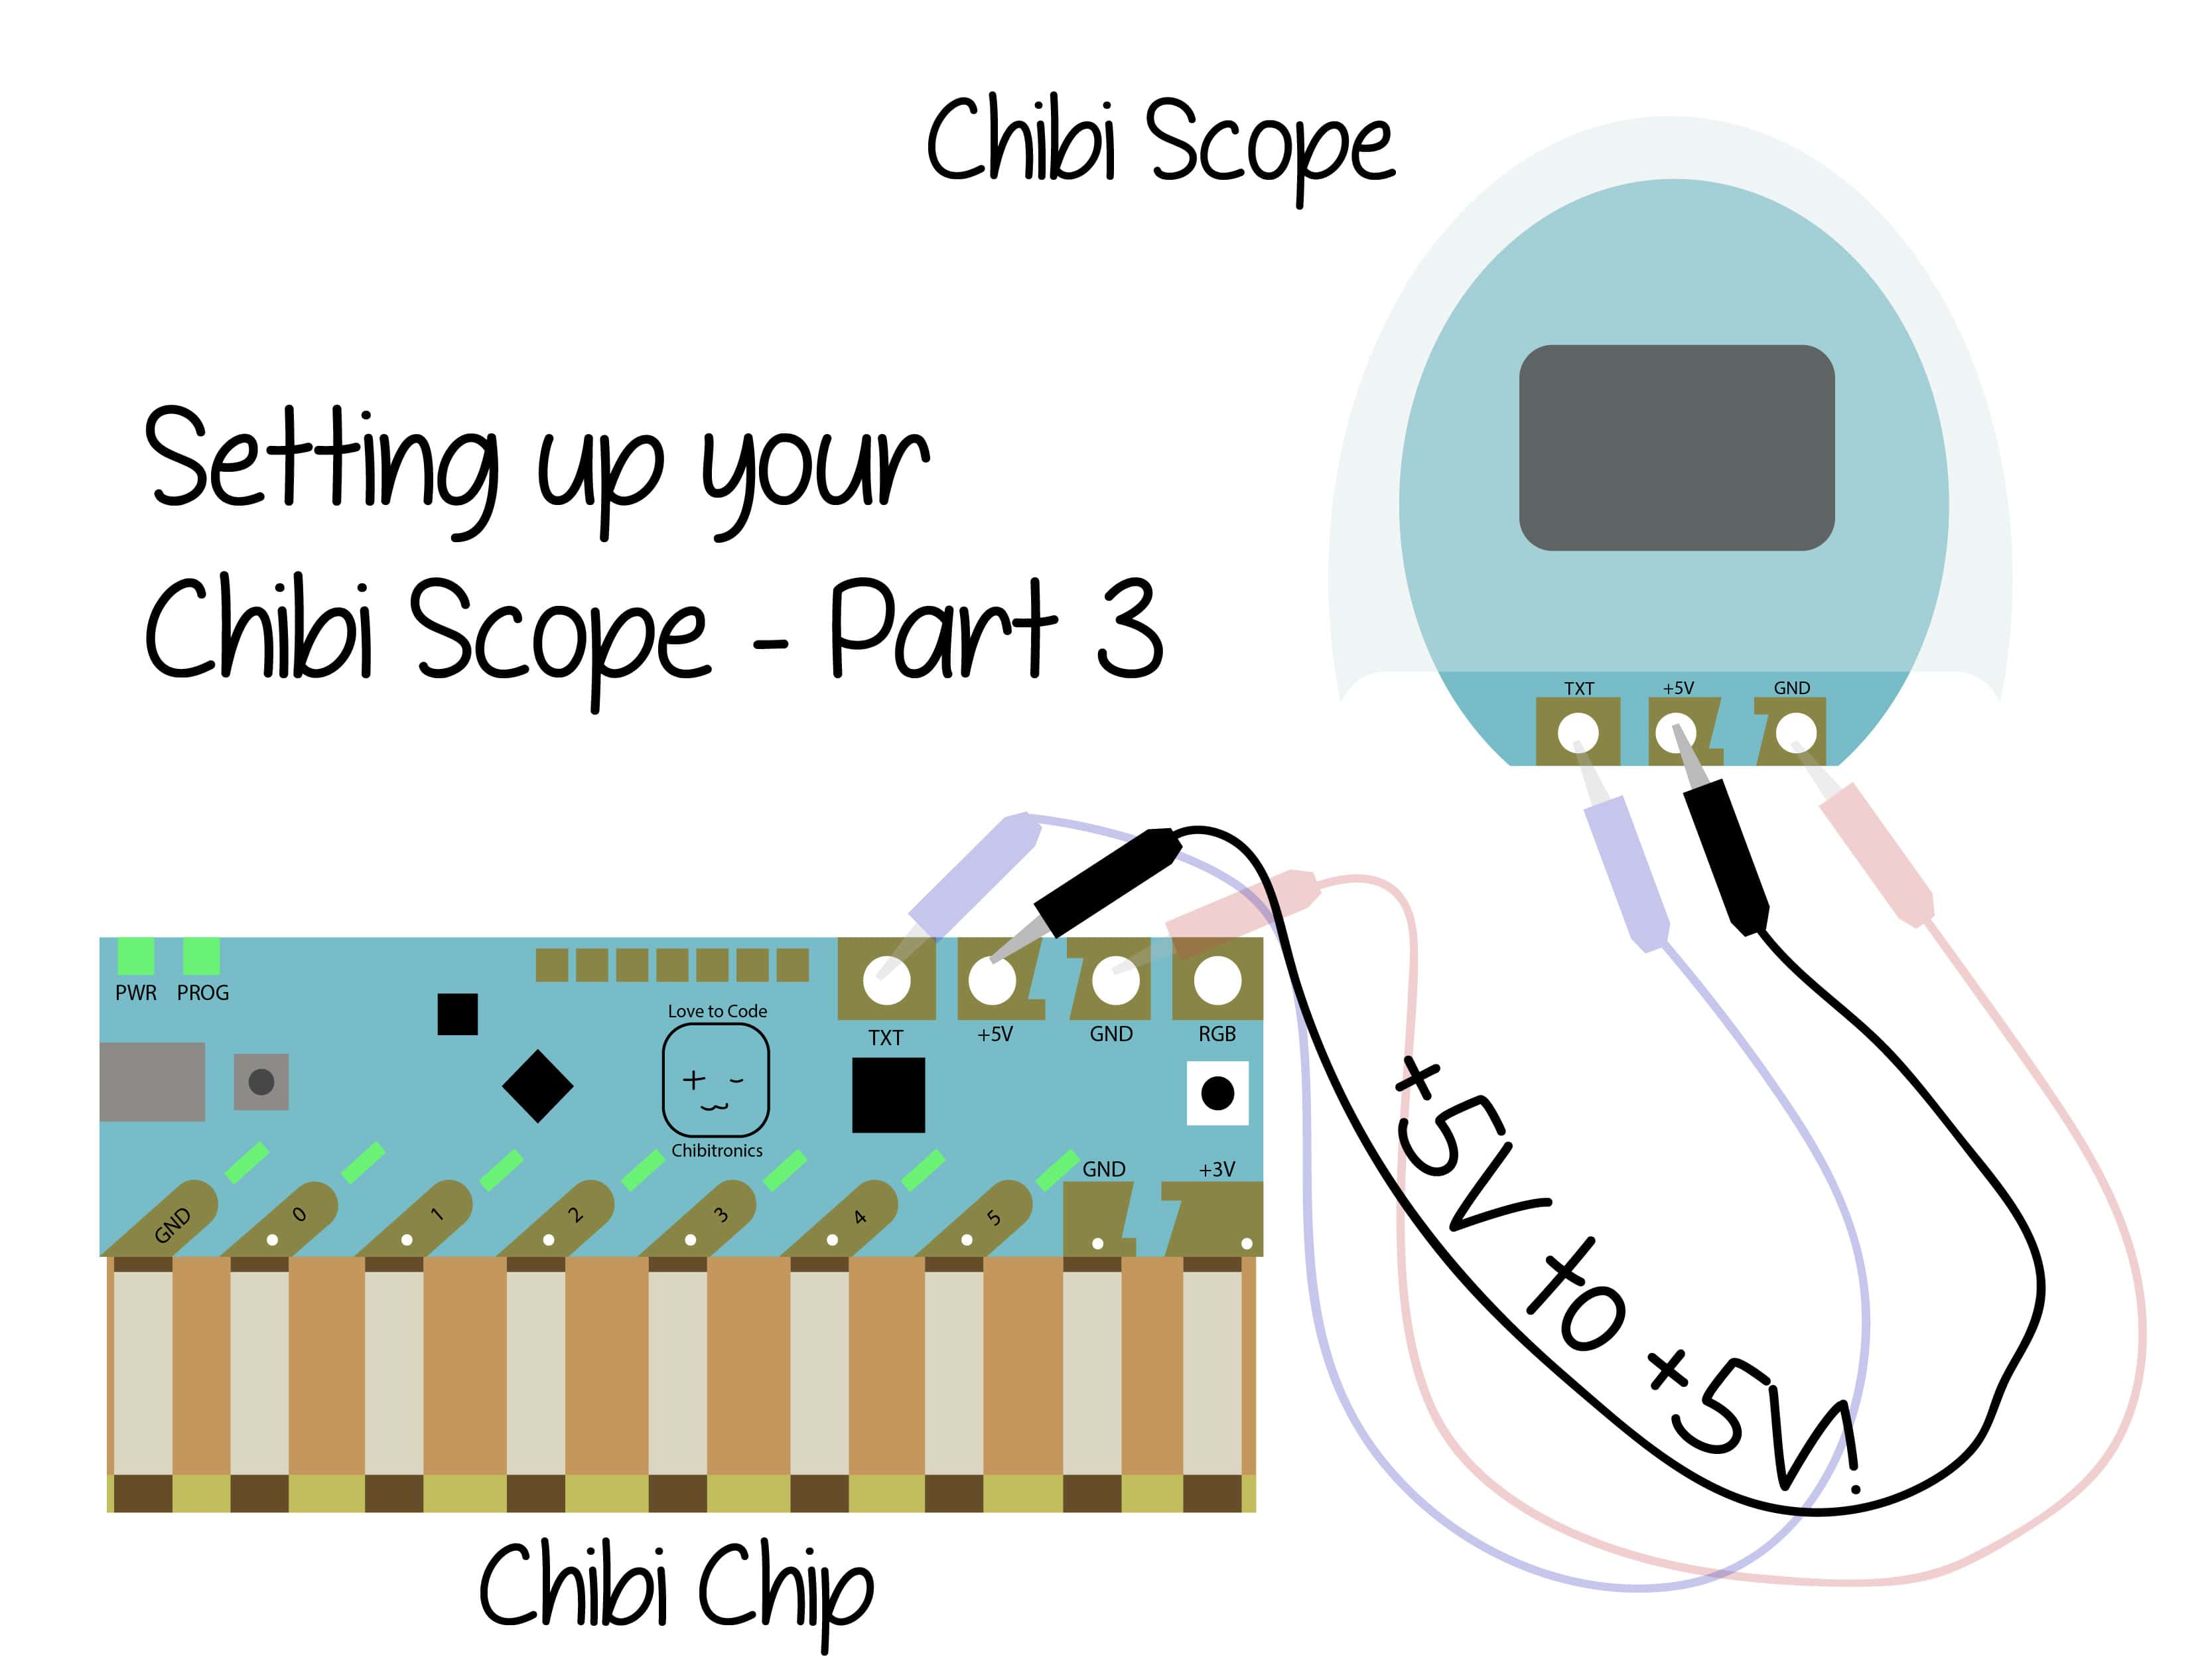 Chibi Scope
Setting up your
Chibi Scope - Part 3
TXT +5V GND
PWR PROG
Love to Code
TXT +5V GND RGB
Chibitronics
GND +3V
GND 0 1 2 3 4 5
+5V to +5V!
Chibi Chip